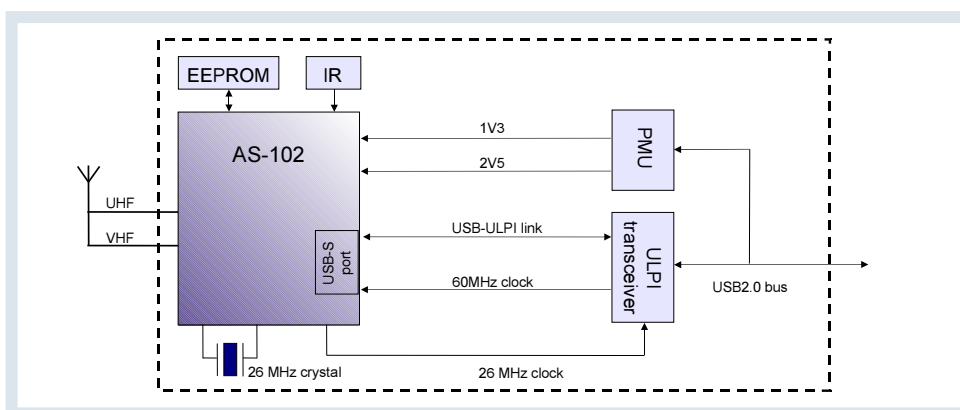 EEPROM
IR
AS-102
1V3
2V5
PMU
UHF
VHF
USB-ULPI link
USB-S
port
60MHz clock
ULPI
transceiver
USB2.0 bus
26 MHz crystal
26 MHz clock